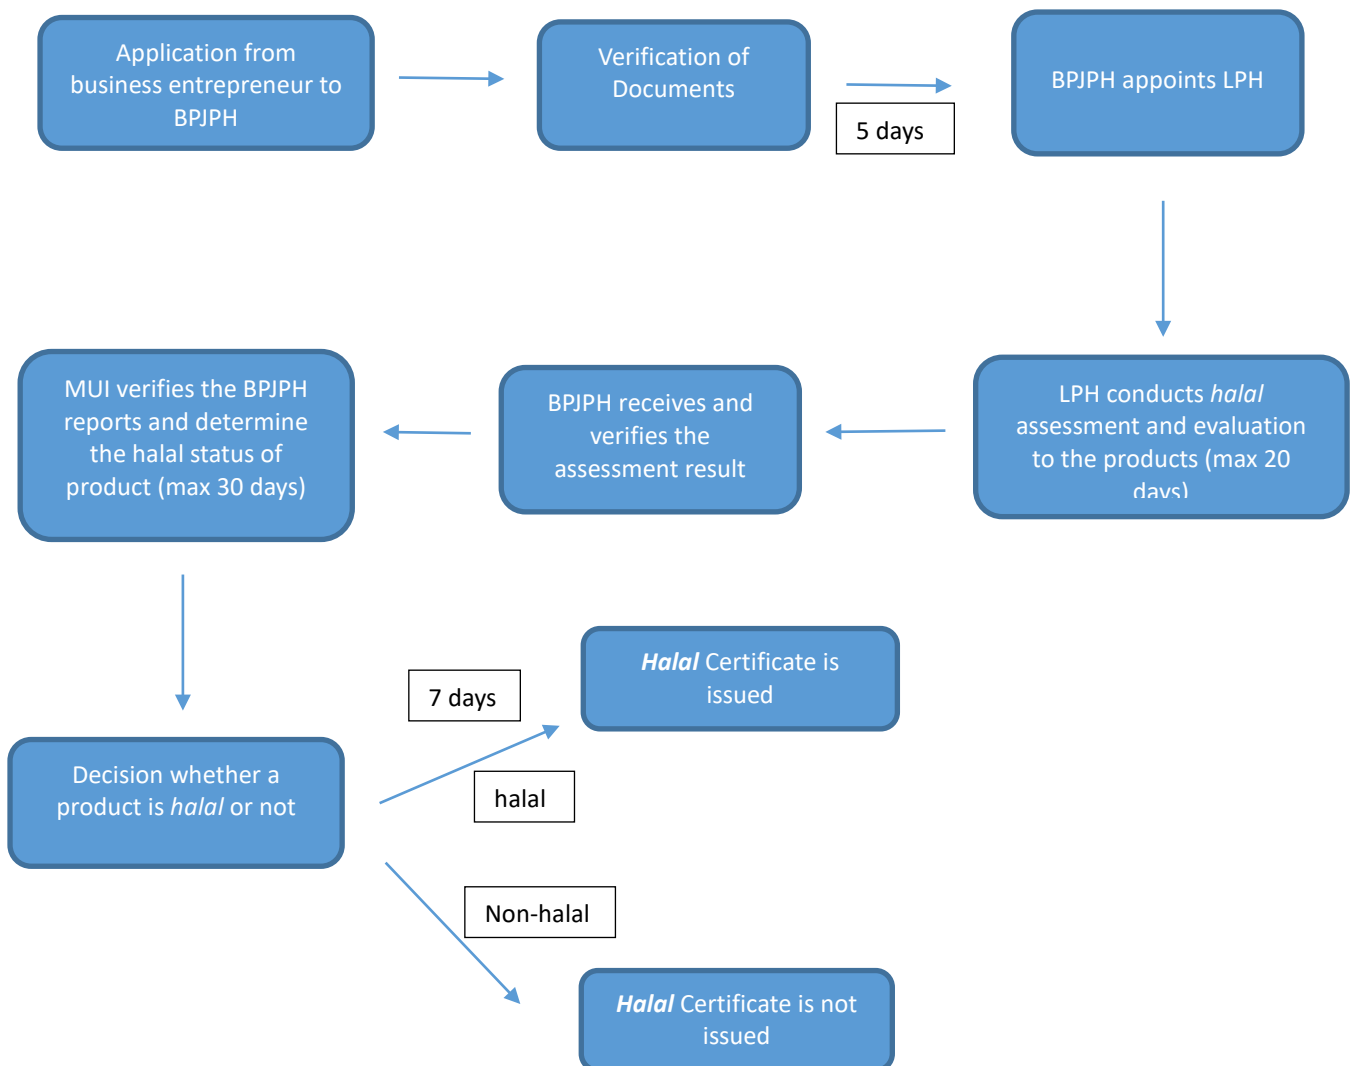 Application from
business entrepreneur to
BPJPH
Verification of
Documents
5 days
BPJPH appoints LPH
LPH conducts halal
assessment and evaluation
to the products (max 20
days)
BPJPH receives and
verifies the
assessment result
MUI verifies the BPJPH
reports and determine
the halal status of
product (max 30 days)
Decision whether a
product is halal or not
7 days
halal
Halal Certificate is
issued
Non-halal
Halal Certificate is not
issued